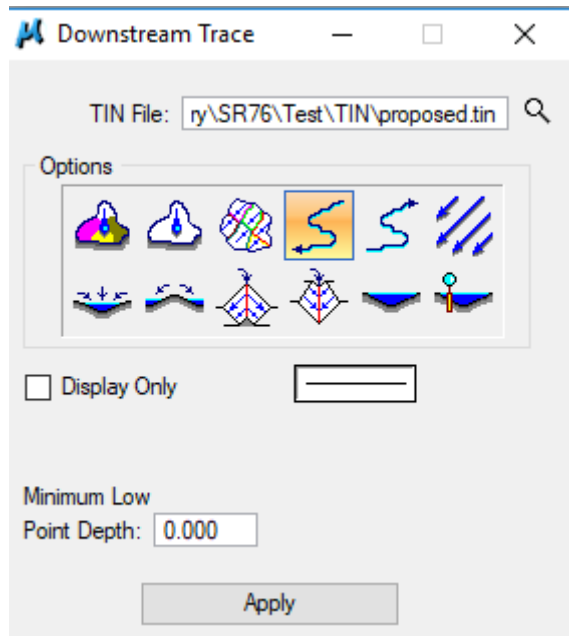 Downstream Trace
TIN File: ry\SR76\Test\TIN\proposed.tin
Options
Display Only
Minimum Low
Point Depth: 0.000
Apply